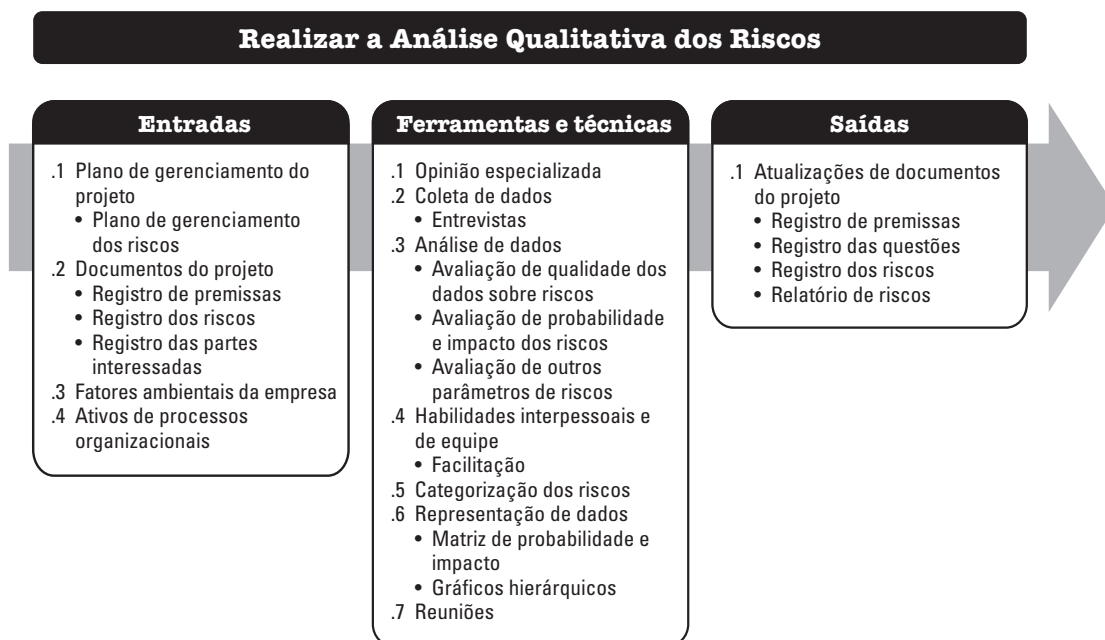 Realizar a Análise Qualitativa dos Riscos
Entradas
.1 Plano de gerenciamento do
projeto
• Plano de gerenciamento
dos riscos
.2 Documentos do projeto
• Registro de premissas
• Registro dos riscos
• Registro das partes
interessadas
.3 Fatores ambientais da empresa
.4 Ativos de processos
organizacionais
Ferramentas e técnicas
.1 Opinião especializada
.2 Coleta de dados
• Entrevistas
.3 Análise de dados
• Avaliação de qualidade dos
dados sobre riscos
• Avaliação de probabilidade
e impacto dos riscos
• Avaliação de outros
parâmetros de riscos
.4 Habilidades interpessoais e
de equipe
• Facilitação
.5 Categorização dos riscos
.6 Representação de dados
• Matriz de probabilidade e
impacto
• Gráficos hierárquicos
.7 Reuniões
Saídas
.1 Atualizações de documentos
do projeto
• Registro de premissas
• Registro das questões
• Registro dos riscos
• Relatório de riscos